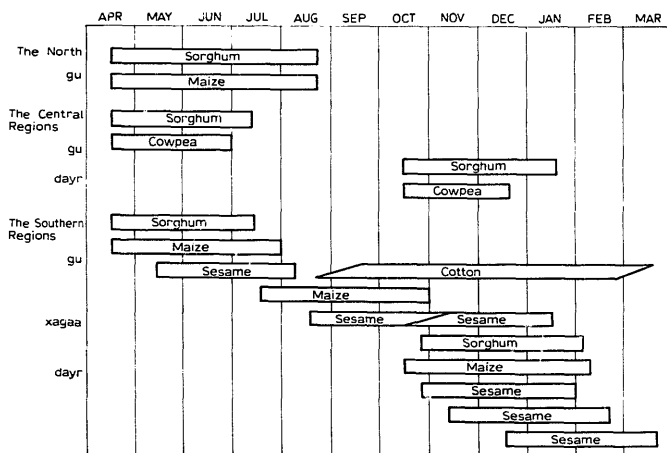 APR MAY JUN JUL AUG SEP OCT NOV DEC JAN FEB MAR
The North
Sorghum
gu
Maize
The Central
Regions
Sorghum
gu
Cowpea
dayr
Sorghum
Cowpea
The Southern
Regions
Sorghum
Maize
gu
Sesame
Cotton
Maize
xagaa
Sesame Sesame
Sorghum
dayr
Maize
Sesame
Sesame
Sesame